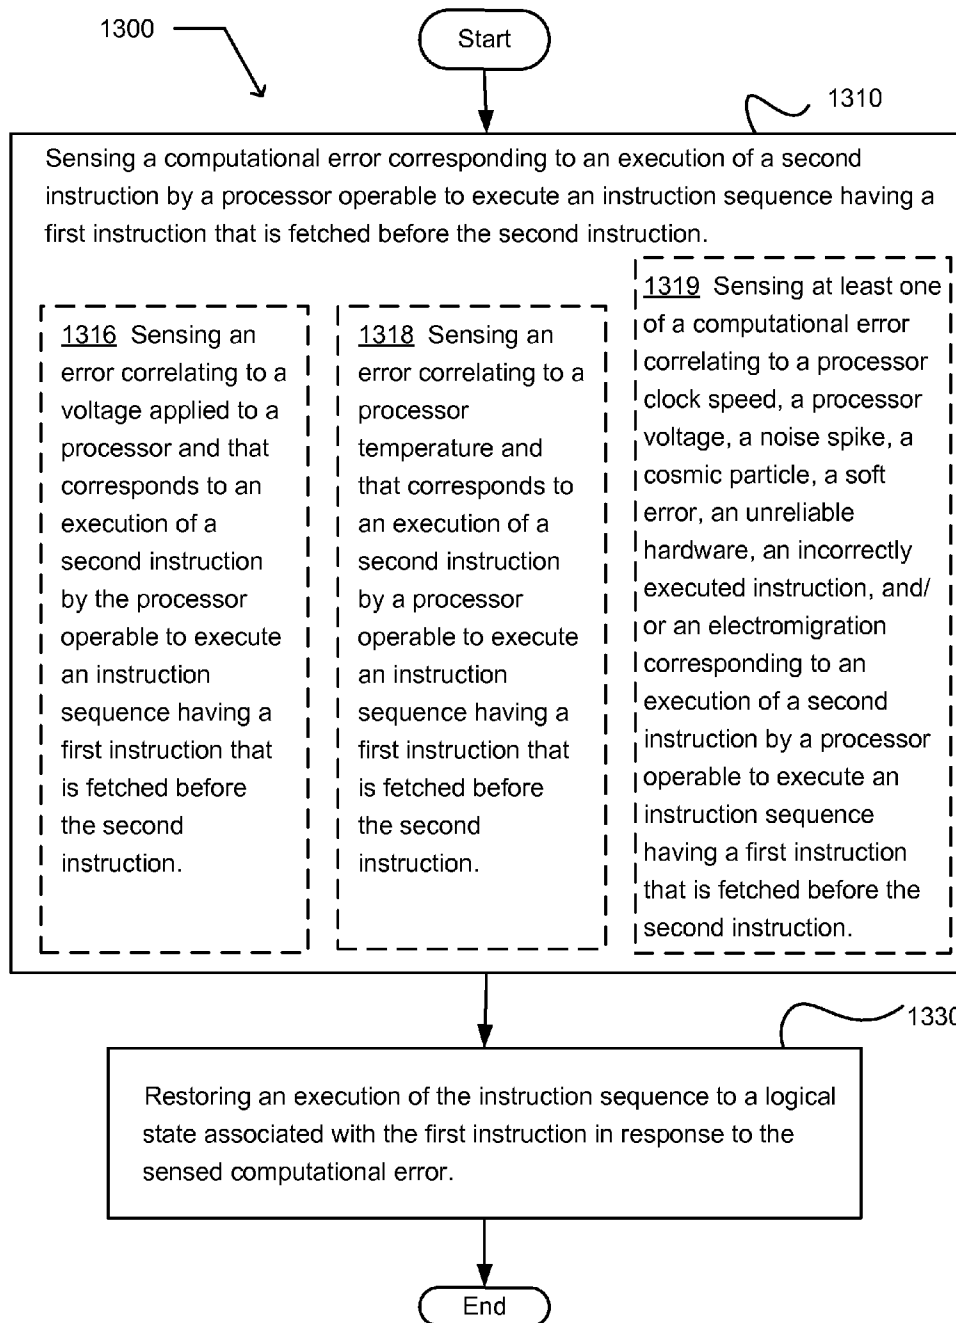 1300
Start
1310
Sensing a computational error corresponding to an execution of a second
instruction by a processor operable to execute an instruction sequence having a
first instruction that is fetched before the second instruction.
1316 Sensing an
error correlating to a
voltage applied to a
processor and that
corresponds to an
execution of a
second instruction
by the processor
operable to execute
an instruction
sequence having a
first instruction that
is fetched before
the second
instruction.
1318 Sensing an
error correlating to a
processor
temperature and
that corresponds to
an execution of a
second instruction
by a processor
operable to execute
an instruction
sequence having a
first instruction that
is fetched before
the second
instruction.
1319 Sensing at least one
of a computational error
correlating to a processor
clock speed, a processor
voltage, a noise spike, a
cosmic particle, a soft
error, an unreliable
hardware, an incorrectly
executed instruction, and/
or an electromigration
corresponding to an
execution of a second
instruction by a processor
operable to execute an
instruction sequence
having a first instruction
that is fetched before the
second instruction.
1330
Restoring an execution of the instruction sequence to a logical
state associated with the first instruction in response to the
sensed computational error.
End